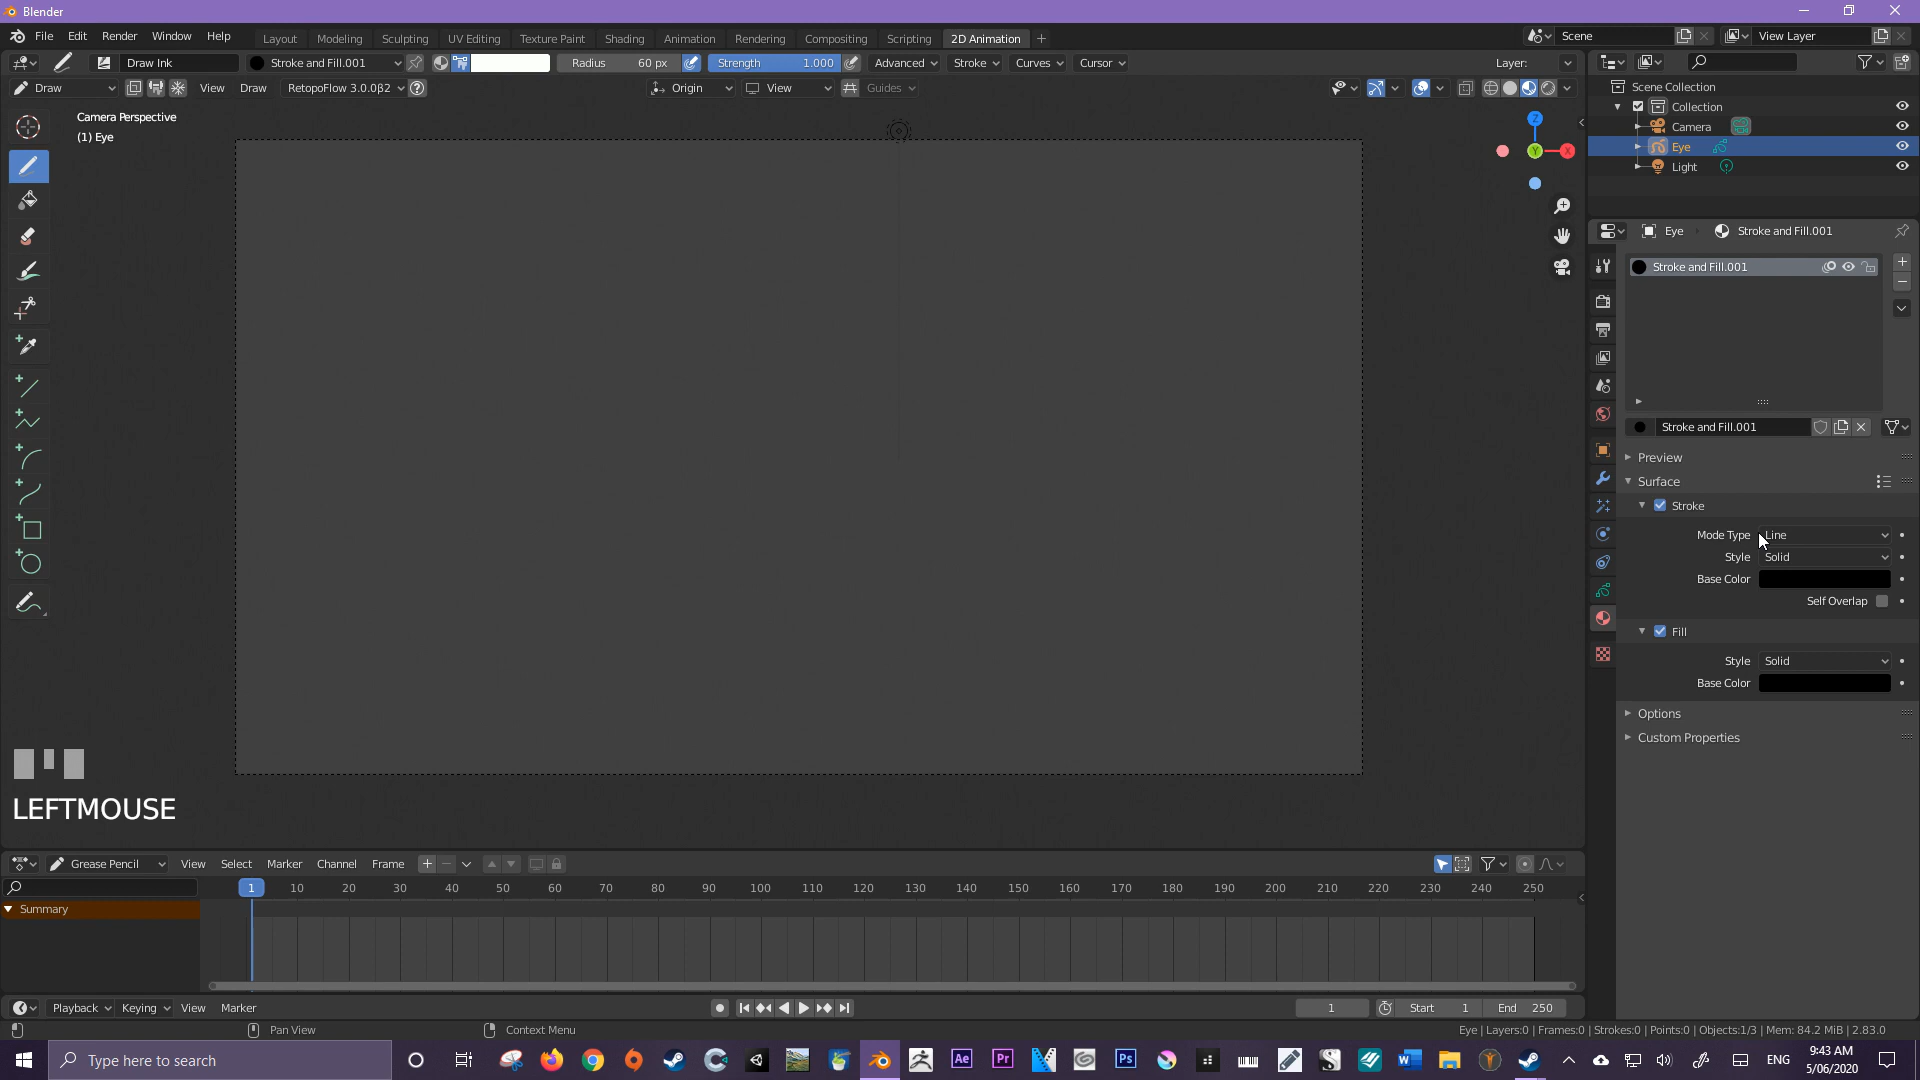 Blender
File Edit Render Window Help
Layout Modeling Sculpting UV Editing Texture Paint Shading Animation Rendering Compositing Scripting 2D Animation
Scene
View Layer
Draw Ink
Stroke and Fill.001
Radius 60 px
Strength 1.000
Advanced Stroke Curves Cursor
Layer:
Draw View Draw RetopoFlow 3.0.0β2
Origin View Guides
Camera Perspective
(1) Eye
Z
Y
X
Scene Collection
Collection
Camera
Eye
Light
Eye Stroke and Fill.001
Stroke and Fill.001
Stroke and Fill.001
Preview
Surface
Stroke
Mode Type Line
Style Solid
Base Color
Self Overlap
Fill
Style Solid
Base Color
Options
Custom Properties
LEFTMOUSE
Grease Pencil View Select Marker Channel Frame
1 10 20 30 40 50 60 70 80 90 100 110 120 130 140 150 160 170 180 190 200 210 220 230 240 250
Summary
Playback Keying View Marker
1 Start 1 End 250
Pan View Context Menu
Eye | Layers:0 | Frames:0 | Strokes:0 | Points:0 | Objects:1/3 | Mem: 84.2 MiB | 2.83.0
Type here to search
Ae Pr Ps
ENG
9:43 AM
5/06/2020